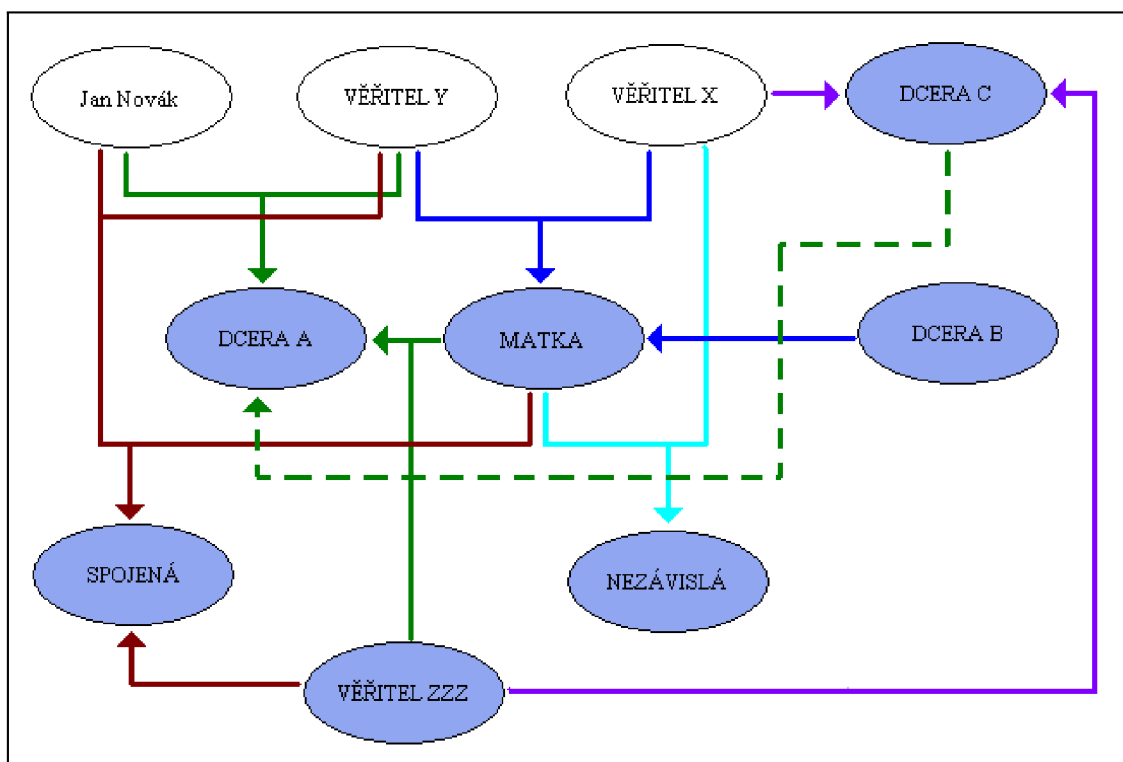 Jan Novák
VĚŘITEL Y
VĚŘITEL X
DCERA C
DCERA A
MATKA
DCERA B
SPOJENÁ
NEZÁVISLÁ
VĚŘITEL ZZZ